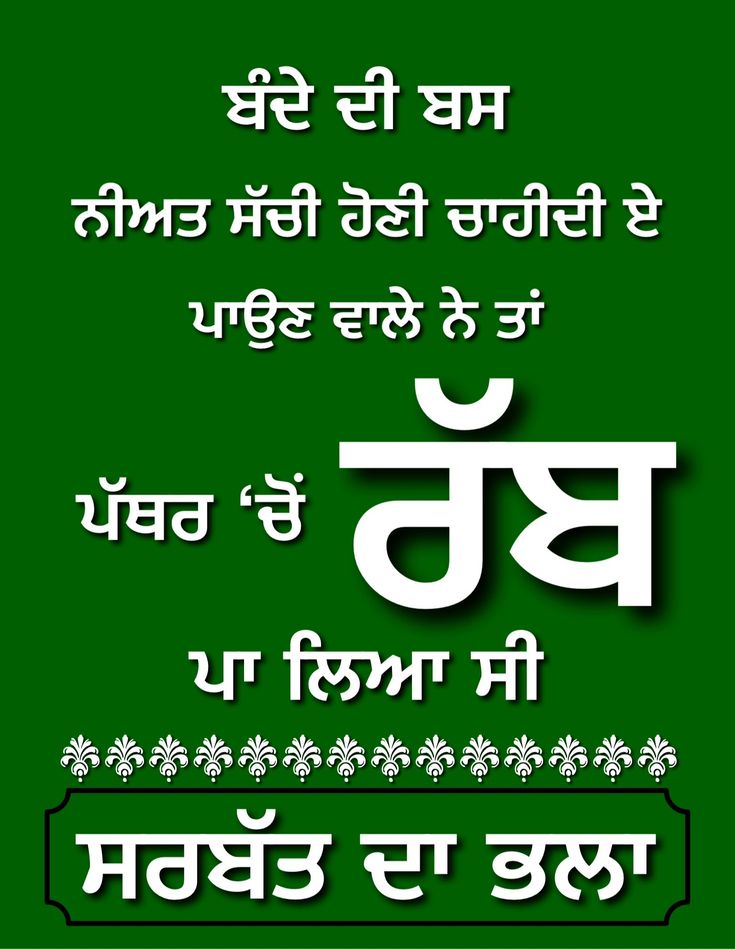 ਬੰਦੇ ਦੀ ਬਸ
ਨੀਅਤ ਸੱਚੀ ਹੋਣੀ ਚਾਹੀਦੀ ਏ
ਪਾਉਣ ਵਾਲੇ ਨੇ ਤਾਂ
ਪੱਥਰ ‘ਚੋਂ ਰੱਬ
ਪਾ ਲਿਆ ਸੀ
ਸਰਬੱਤ ਦਾ ਭਲਾ